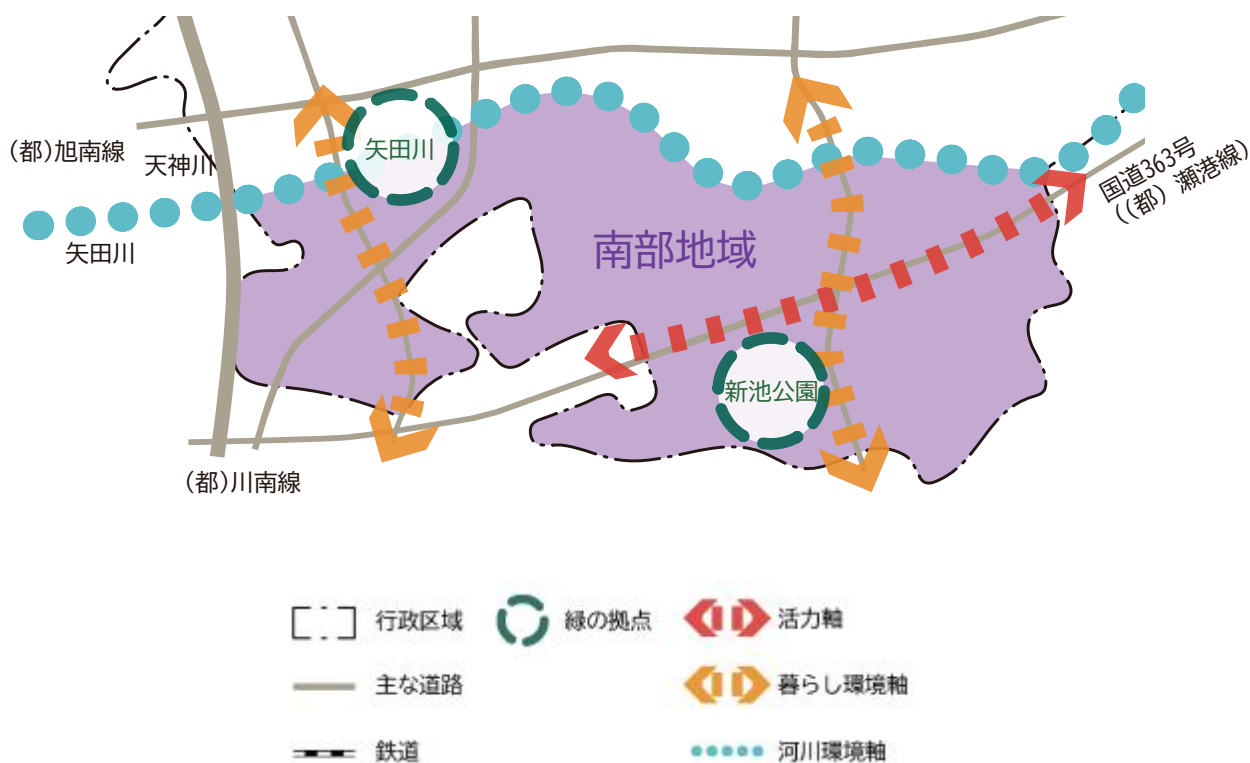 矢田川
(都)旭南線
天神川
国道363号
((都)瀬港線)
矢田川
南部地域
新池公園
(都)川南線
行政区域
緑の拠点
活力軸
主な道路
暮らし環境軸
鉄道
河川環境軸